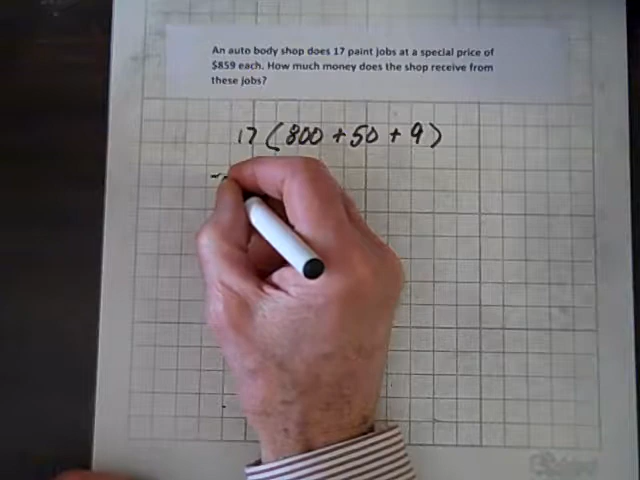 An auto body shop does 17 paint jobs at a special price of
$859 each. How much money does the shop receive from
these jobs?
17 (800 + 50 + 9)